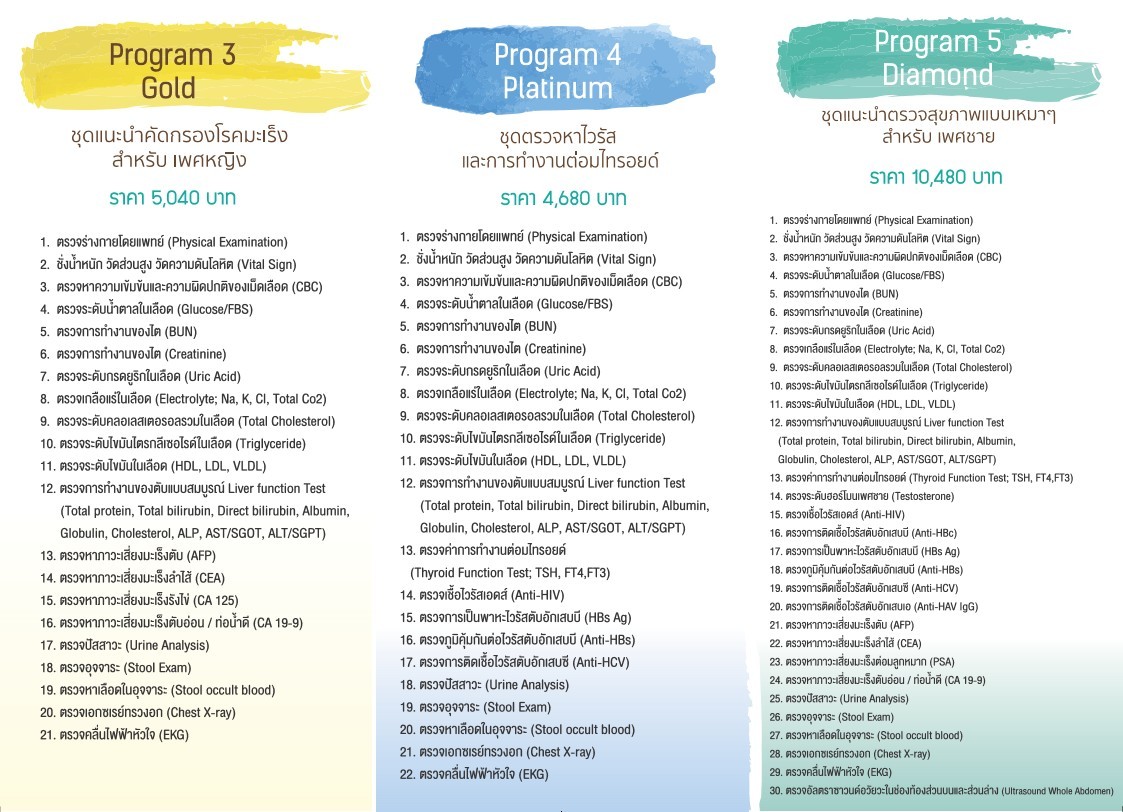 Program 3
Gold
ชุดแนะนำคัดกรองโรคมะเร็ง
สำหรับ เพศหญิง
ราคา 5,040 บาท
1. ตรวจร่างกายโดยแพทย์ (Physical Examination)
2. ชั่งน้ำหนัก วัดส่วนสูง วัดความดันโลหิต (Vital Sign)
3. ตรวจหาความเข้มข้นและความผิดปกติของเม็ดเลือด (CBC)
4. ตรวจระดับน้ำตาลในเลือด (Glucose/FBS)
5. ตรวจการทำงานของไต (BUN)
6. ตรวจการทำงานของไต (Creatinine)
7. ตรวจระดับกรดยูริกในเลือด (Uric Acid)
8. ตรวจเกลือแร่ในเลือด (Electrolyte; Na, K, Cl, Total Co2)
9. ตรวจระดับคลอเลสเตอรอลรวมในเลือด (Total Cholesterol)
10. ตรวจระดับไขมันไตรกลีเซอไรด์ในเลือด (Triglyceride)
11. ตรวจระดับไขมันในเลือด (HDL, LDL, VLDL)
12. ตรวจการทำงานของตับแบบสมบูรณ์ Liver function Test
(Total protein, Total bilirubin, Direct bilirubin, Albumin,
Globulin, Cholesterol, ALP, AST/SGOT, ALT/SGPT)
13. ตรวจหาภาวะเสี่ยงมะเร็งตับ (AFP)
14. ตรวจหาภาวะเสี่ยงมะเร็งลำไส้ (CEA)
15. ตรวจหาภาวะเสี่ยงมะเร็งรังไข่ (CA 125)
16. ตรวจหาภาวะเสี่ยงมะเร็งตับอ่อน / ท่อน้ำดี (CA 19-9)
17. ตรวจปัสสาวะ (Urine Analysis)
18. ตรวจอุจจาระ (Stool Exam)
19. ตรวจหาเลือดในอุจจาระ (Stool occult blood)
20. ตรวจเอกซเรย์ทรวงอก (Chest X-ray)
21. ตรวจคลื่นไฟฟ้าหัวใจ (EKG)
Program 4
Platinum
ชุดตรวจหาไวรัส
และการทำงานต่อมไทรอยด์
ราคา 4,680 บาท
1. ตรวจร่างกายโดยแพทย์ (Physical Examination)
2. ชั่งน้ำหนัก วัดส่วนสูง วัดความดันโลหิต (Vital Sign)
3. ตรวจหาความเข้มข้นและความผิดปกติของเม็ดเลือด (CBC)
4. ตรวจระดับน้ำตาลในเลือด (Glucose/FBS)
5. ตรวจการทำงานของไต (BUN)
6. ตรวจการทำงานของไต (Creatinine)
7. ตรวจระดับกรดยูริกในเลือด (Uric Acid)
8. ตรวจเกลือแร่ในเลือด (Electrolyte; Na, K, Cl, Total Co2)
9. ตรวจระดับคลอเลสเตอรอลรวมในเลือด (Total Cholesterol)
10. ตรวจระดับไขมันไตรกลีเซอไรด์ในเลือด (Triglyceride)
11. ตรวจระดับไขมันในเลือด (HDL, LDL, VLDL)
12. ตรวจการทำงานของตับแบบสมบูรณ์ Liver function Test
(Total protein, Total bilirubin, Direct bilirubin, Albumin,
Globulin, Cholesterol, ALP, AST/SGOT, ALT/SGPT)
13. ตรวจค่าการทำงานต่อมไทรอยด์
(Thyroid Function Test; TSH, FT4,FT3)
14. ตรวจเชื้อไวรัสเอดส์ (Anti-HIV)
15. ตรวจการเป็นพาหะไวรัสตับอักเสบบี (HBs Ag)
16. ตรวจภูมิคุ้มกันต่อไวรัสตับอักเสบบี (Anti-HBs)
17. ตรวจการติดเชื้อไวรัสตับอักเสบซี (Anti-HCV)
18. ตรวจปัสสาวะ (Urine Analysis)
19. ตรวจอุจจาระ (Stool Exam)
20. ตรวจหาเลือดในอุจจาระ (Stool occult blood)
21. ตรวจเอกซเรย์ทรวงอก (Chest X-ray)
22. ตรวจคลื่นไฟฟ้าหัวใจ (EKG)
Program 5
Diamond
ชุดแนะนำตรวจสุขภาพแบบเหมาๆ
สำหรับ เพศชาย
ราคา 10,480 บาท
1. ตรวจร่างกายโดยแพทย์ (Physical Examination)
2. ชั่งน้ำหนัก วัดส่วนสูง วัดความดันโลหิต (Vital Sign)
3. ตรวจหาความเข้มข้นและความผิดปกติของเม็ดเลือด (CBC)
4. ตรวจระดับน้ำตาลในเลือด (Glucose/FBS)
5. ตรวจการทำงานของไต (BUN)
6. ตรวจการทำงานของไต (Creatinine)
7. ตรวจระดับกรดยูริกในเลือด (Uric Acid)
8. ตรวจเกลือแร่ในเลือด (Electrolyte; Na, K, Cl, Total Co2)
9. ตรวจระดับคลอเลสเตอรอลรวมในเลือด (Total Cholesterol)
10. ตรวจระดับไขมันไตรกลีเซอไรด์ในเลือด (Triglyceride)
11. ตรวจระดับไขมันในเลือด (HDL, LDL, VLDL)
12. ตรวจการทำงานของตับแบบสมบูรณ์ Liver function Test
(Total protein, Total bilirubin, Direct bilirubin, Albumin,
Globulin, Cholesterol, ALP, AST/SGOT, ALT/SGPT)
13. ตรวจค่าการทำงานต่อมไทรอยด์ (Thyroid Function Test; TSH, FT4,FT3)
14. ตรวจระดับฮอร์โมนเพศชาย (Testosterone)
15. ตรวจเชื้อไวรัสเอดส์ (Anti-HIV)
16. ตรวจการติดเชื้อไวรัสตับอักเสบบี (Anti-HBc)
17. ตรวจการเป็นพาหะไวรัสตับอักเสบบี (HBs Ag)
18. ตรวจภูมิคุ้มกันต่อไวรัสตับอักเสบบี (Anti-HBs)
19. ตรวจการติดเชื้อไวรัสตับอักเสบซี (Anti-HCV)
20. ตรวจการติดเชื้อไวรัสตับอักเสบเอ (Anti-HAV IgG)
21. ตรวจหาภาวะเสี่ยงมะเร็งตับ (AFP)
22. ตรวจหาภาวะเสี่ยงมะเร็งลำไส้ (CEA)
23. ตรวจหาภาวะเสี่ยงมะเร็งต่อมลูกหมาก (PSA)
24. ตรวจหาภาวะเสี่ยงมะเร็งตับอ่อน / ท่อน้ำดี (CA 19-9)
25. ตรวจปัสสาวะ (Urine Analysis)
26. ตรวจอุจจาระ (Stool Exam)
27. ตรวจหาเลือดในอุจจาระ (Stool occult blood)
28. ตรวจเอกซเรย์ทรวงอก (Chest X-ray)
29. ตรวจคลื่นไฟฟ้าหัวใจ (EKG)
30. ตรวจอัลตราซาวนด์อวัยวะในช่องท้องส่วนบนและส่วนล่าง (Ultrasound Whole Abdomen)